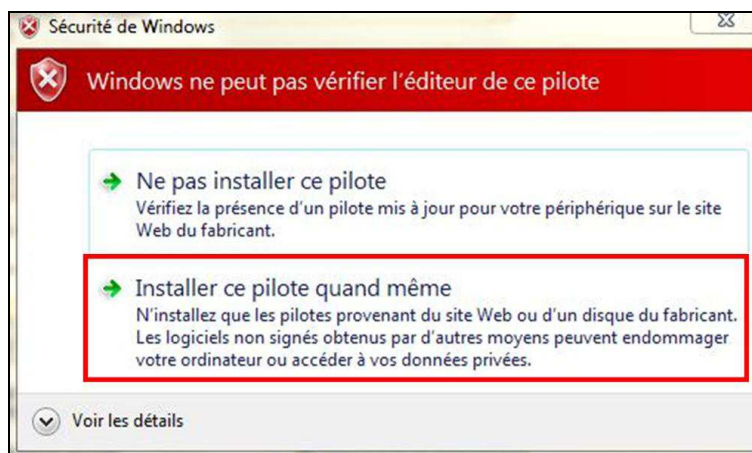 Sécurité de Windows
Windows ne peut pas vérifier l’éditeur de ce pilote
Ne pas installer ce pilote
Vérifiez la présence d’un pilote mis à jour pour votre périphérique sur le site
Web du fabricant.
Installer ce pilote quand même
N’installez que les pilotes provenant du site Web ou d’un disque du fabricant.
Les logiciels non signés obtenus par d’autres moyens peuvent endommager
votre ordinateur ou accéder à vos données privées.
Voir les détails